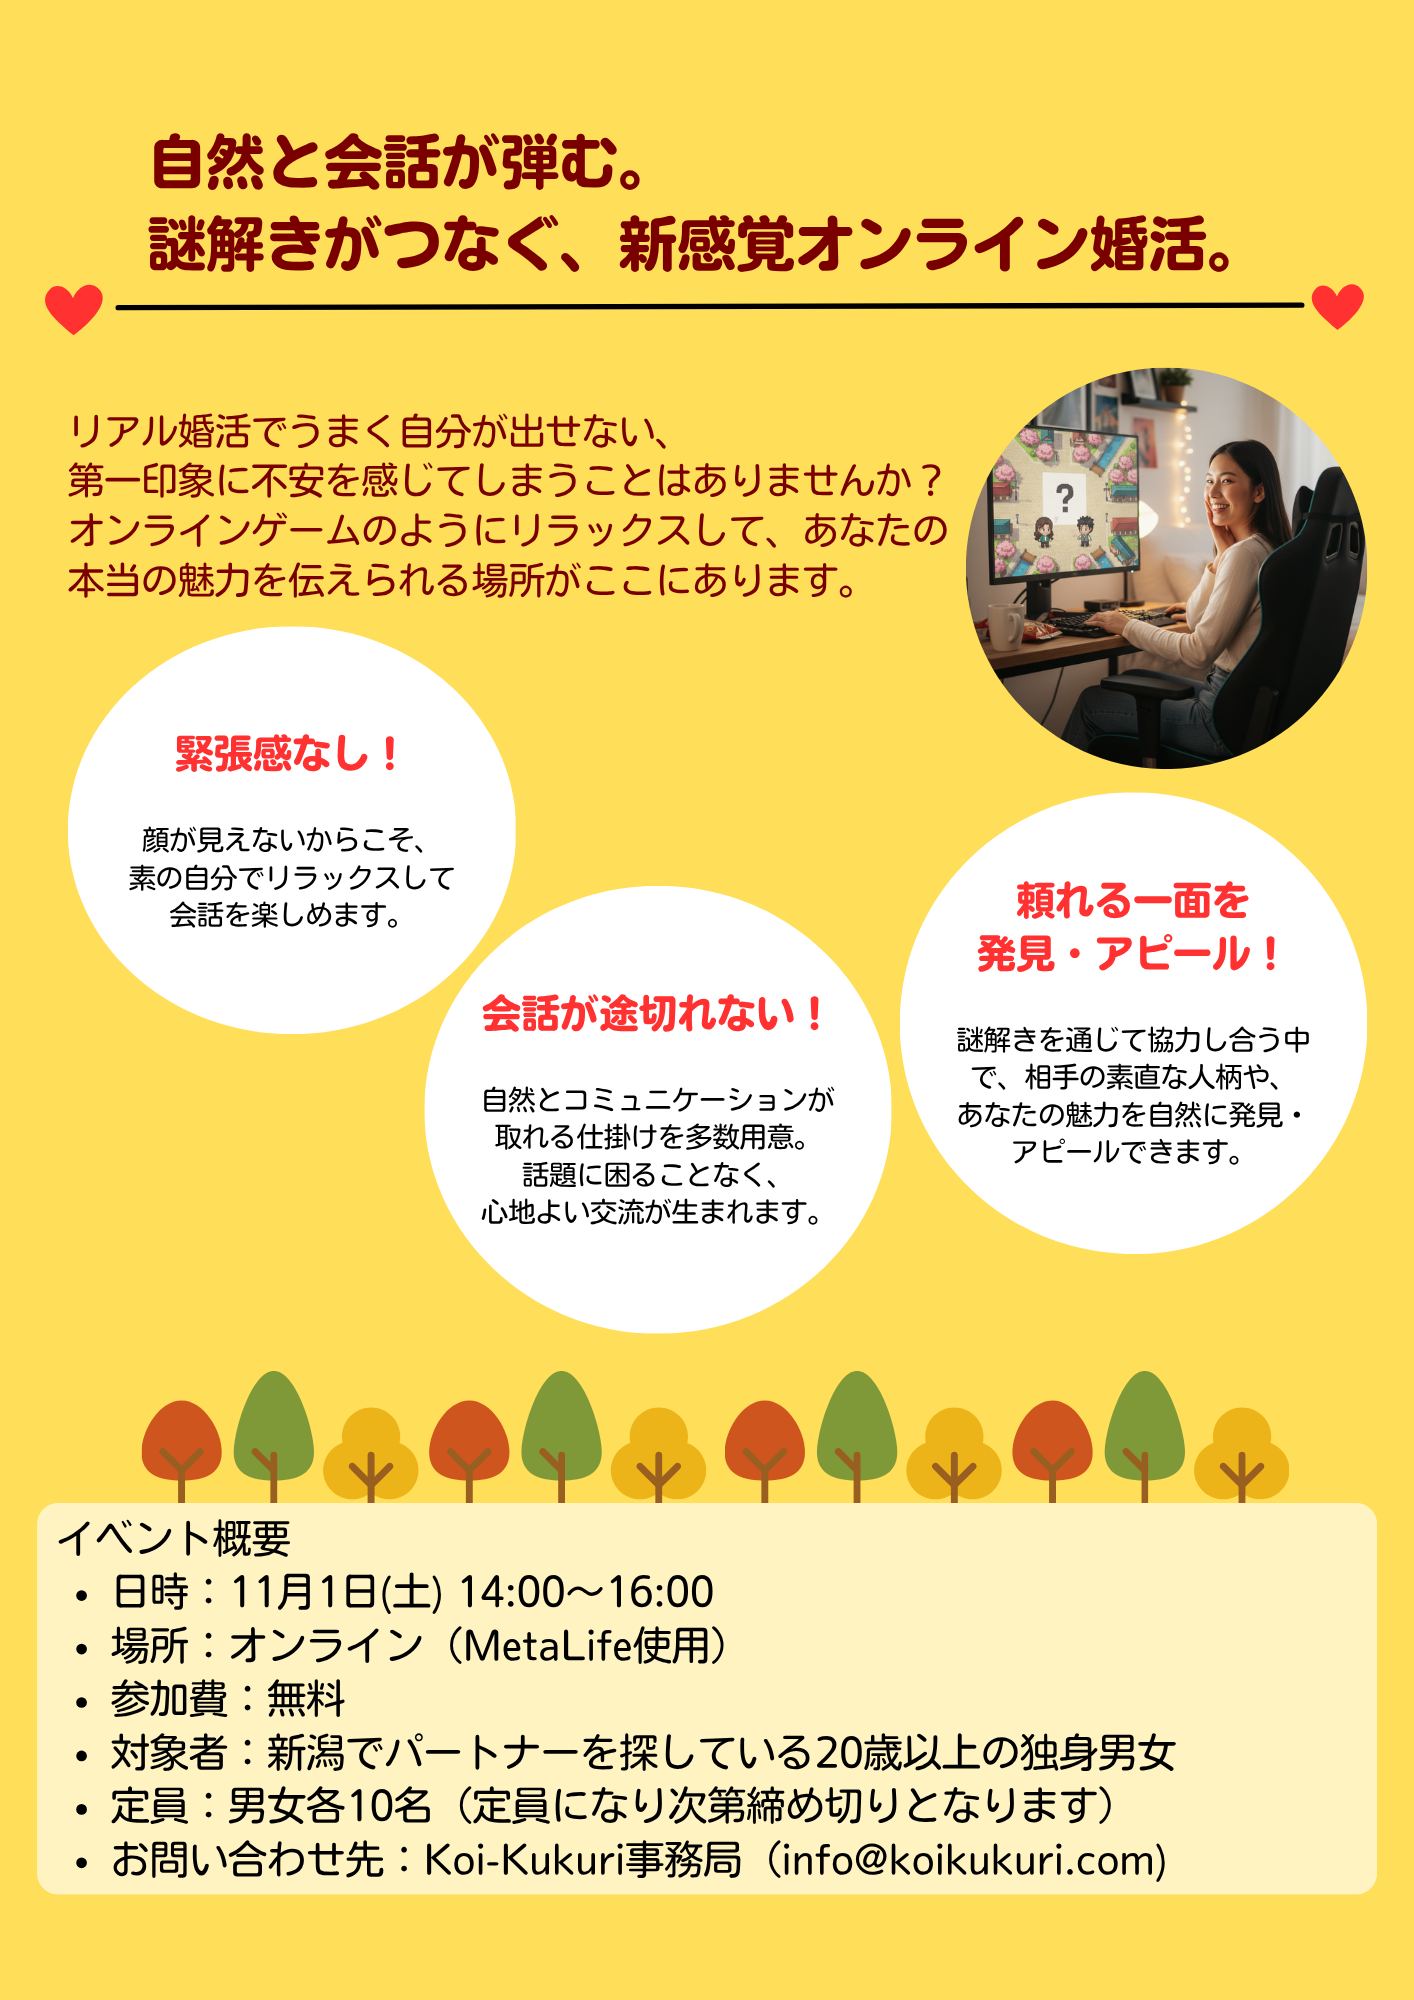 自然と会話が弾む。
謎解きがつなぐ、新感覚オンライン婚活。
リアル婚活でうまく自分が出せない、
第一印象に不安を感じてしまうことはありませんか？
オンラインゲームのようにリラックスして、あなたの
本当の魅力を伝えられる場所がここにあります。
?
緊張感なし！
顔が見えないからこそ、
素の自分でリラックスして
会話を楽しめます。
会話が途切れない！
自然とコミュニケーションが
取れる仕掛けを多数用意。
話題に困ることなく、
心地よい交流が生まれます。
頼れる一面を
発見・アピール！
謎解きを通じて協力し合う中
で、相手の素直な人柄や、
あなたの魅力を自然に発見・
アピールできます。
イベント概要
• 日時：11月1日(土) 14:00〜16:00
• 場所：オンライン（MetaLife使用）
• 参加費：無料
• 対象者：新潟でパートナーを探している20歳以上の独身男女
• 定員：男女各10名（定員になり次第締め切りとなります）
• お問い合わせ先：Koi-Kukuri事務局（info@koikukuri.com)